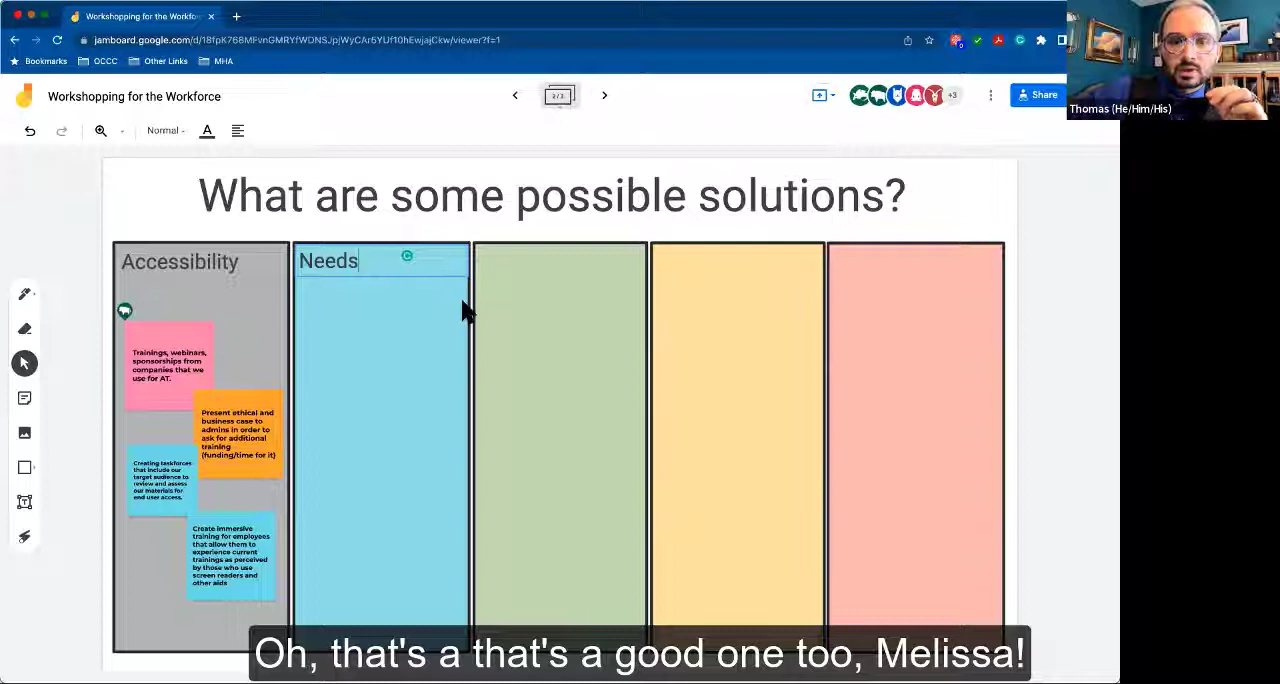 Workshopping for the Workfo
jamboard.google.com/d/18fpK768MFvnGMRYfWDNSJpjWyCAr5YUf10hEwjajCkw/viewer?f=1
Bookmarks OCCC Other Links MHA
Workshopping for the Workforce
+3
Share
Thomas (He/Him/His)
Normal
What are some possible solutions?
Accessibility
Needs
Trainings, webinars,
sponsorships from
companies that we
use for AT.
Present ethical and
business case to
admins in order to
ask for additional
training
(funding/time for it)
Creating taskforces
that include our
target audience to
review and assess
our materials for
end user access.
Create immersive
training for employees
that allow them to
experience current
trainings as perceived
by those who use
screen readers and
other aids
Oh, that's a that's a good one too, Melissa!